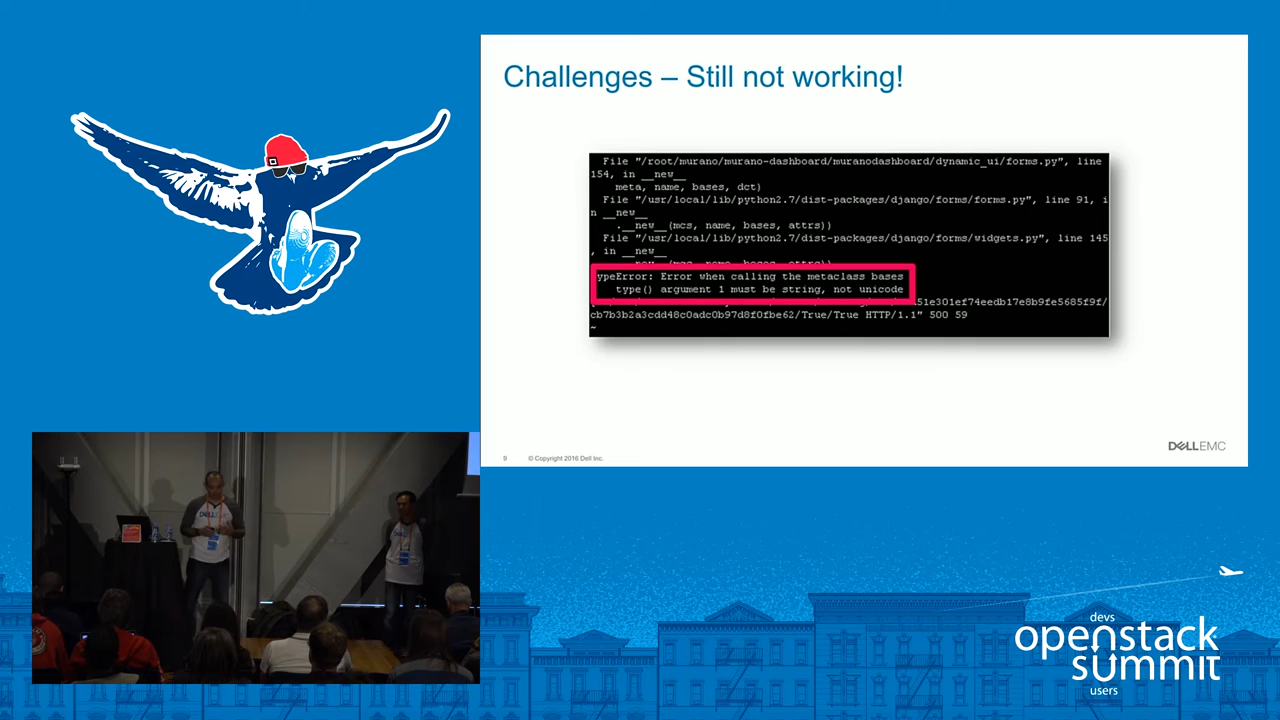 Challenges – Still not working!
File "/root/murano/murano-dashboard/muranodashboard/dynamic_ui/forms.py", line
154, in __new__
meta, name, bases, dct)
File "/usr/local/lib/python2.7/dist-packages/django/forms/forms.py", line 91, i
n __new__
.__new__(mcs, name, bases, attrs))
File "/usr/local/lib/python2.7/dist-packages/django/forms/widgets.py", line 145
, in __new__
ypeError: Error when calling the metaclass bases
type() argument 1 must be string, not unicode
51e301ef74eedb17e8b9fe5685f9f/
cb7b3b2a3cdd48c0adc0b97d8f0fbe62/True/True HTTP/1.1" 500 59
~
9 © Copyright 2016 Dell Inc.
DELLEMC
DELLEMC
devs
openstack
summit
users